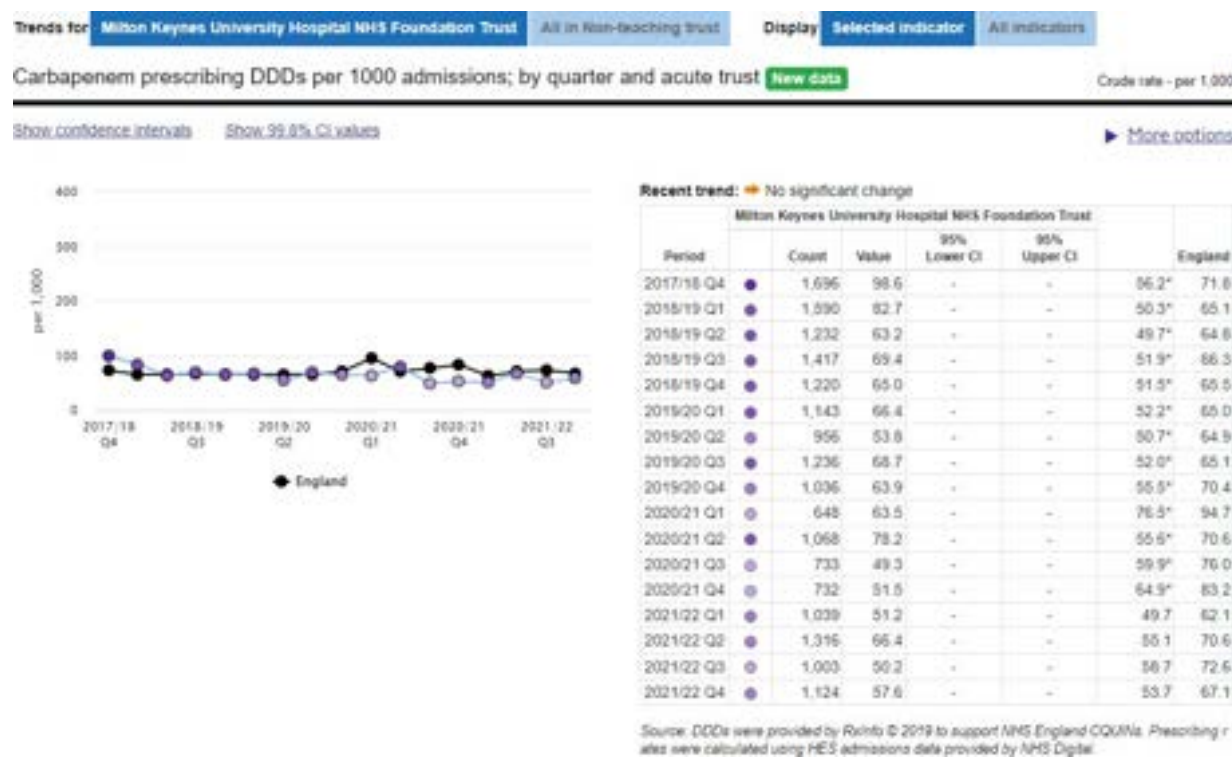 Trends for Milton Keynes University Hospital NHS Foundation Trust All in Non-teaching trust Display Selected indicator All indicators
Carbapenem prescribing DDDs per 1000 admissions; by quarter and acute trust New data Crude rate - per 1,000
Show confidence intervals Show 99.8% CI values ▶ More options
400
300
200
100
0
per 1,000
2017/18 Q4 2018/19 Q3 2019/20 Q2 2020/21 Q1 2020/21 Q4 2021/22 Q3
England
Recent trend: No significant change
Milton Keynes University Hospital NHS Foundation Trust
Period Count Value 95% Lower CI 95% Upper CI England
2017/18 Q4 1,696 98.6 - - 56.2* 71.8
2018/19 Q1 1,590 82.7 - - 50.3* 65.1
2018/19 Q2 1,232 63.2 - - 49.7* 64.8
2018/19 Q3 1,417 69.4 - - 51.9* 66.5
2018/19 Q4 1,220 65.0 - - 51.5* 65.9
2019/20 Q1 1,143 66.4 - - 52.2* 65.0
2019/20 Q2 956 53.8 - - 50.7* 64.5
2019/20 Q3 1,236 68.7 - - 52.0* 65.1
2019/20 Q4 1,036 63.9 - - 55.5* 70.4
2020/21 Q1 648 63.5 - - 76.5* 94.7
2020/21 Q2 1,068 78.2 - - 55.6* 70.6
2020/21 Q3 733 49.3 - - 59.9* 76.0
2020/21 Q4 732 51.5 - - 64.9* 83.2
2021/22 Q1 1,039 51.2 - - 49.7 62.1
2021/22 Q2 1,316 66.4 - - 55.1 70.6
2021/22 Q3 1,003 50.2 - - 58.7 72.6
2021/22 Q4 1,124 57.6 - - 53.7 67.1
Source: DDDs were provided by RxInfo © 2019 to support NHS England CQUINs. Prescribing r
ates were calculated using HES admissions data provided by NHS Digital.